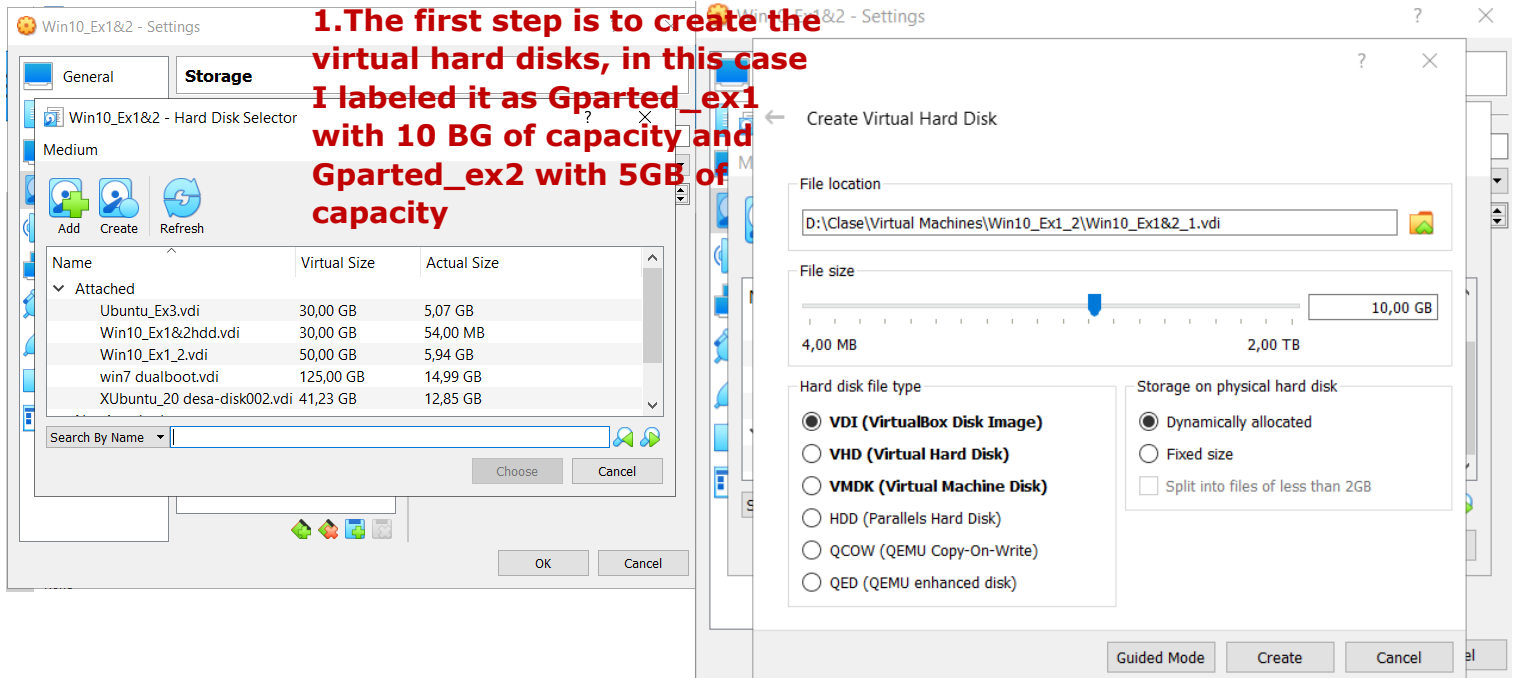 Win10_Ex1&2 - Settings
1.The first step is to create the
virtual hard disks, in this case
I labeled it as Gparted_ex1
with 10 BG of capacity and
Gparted_ex2 with 5GB of
capacity
General
Storage
Win10_Ex1&2 - Hard Disk Selector
?
Medium
Add
Create
Refresh
Name
Virtual Size
Actual Size
Attached
Ubuntu_Ex3.vdi 30,00 GB 5,07 GB
Win10_Ex1&2hdd.vdi 30,00 GB 54,00 MB
Win10_Ex1_2.vdi 50,00 GB 5,94 GB
win7 dualboot.vdi 125,00 GB 14,99 GB
XUbuntu_20 desa-disk002.vdi 41,23 GB 12,85 GB
Search By Name
Choose
Cancel
OK
Cancel
Win10_Ex1&2 - Settings
?
?
Create Virtual Hard Disk
File location
D:\Clase\Virtual Machines\Win10_Ex1_2\Win10_Ex1&2_1.vdi
File size
10,00 GB
4,00 MB
2,00 TB
Hard disk file type
VDI (VirtualBox Disk Image)
VHD (Virtual Hard Disk)
VMDK (Virtual Machine Disk)
HDD (Parallels Hard Disk)
QCOW (QEMU Copy-On-Write)
QED (QEMU enhanced disk)
Storage on physical hard disk
Dynamically allocated
Fixed size
Split into files of less than 2GB
Guided Mode
Create
Cancel